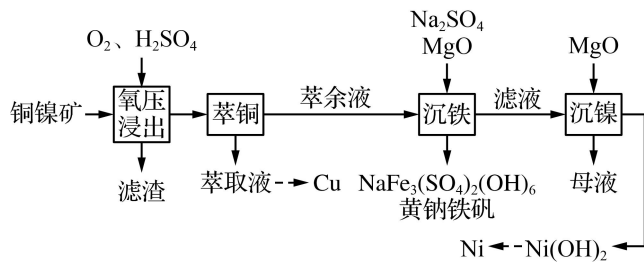 O₂、H₂SO₄
Na₂SO₄
MgO
MgO
铜镍矿
氧压
浸出
萃铜
萃余液
沉铁
滤液
沉镍
滤渣
萃取液
Cu
NaFe₃(SO₄)₂(OH)₆
黄钠铁矾
母液
Ni
Ni(OH)₂